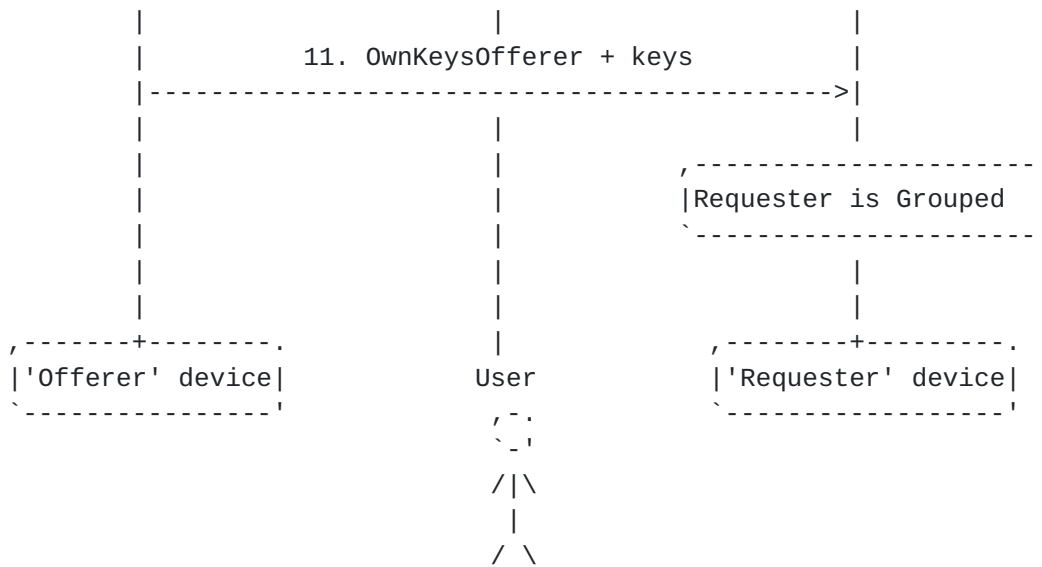 11. OwnKeysOfferer + keys
Requester is Grouped
'Offerer' device
User
'Requester' device